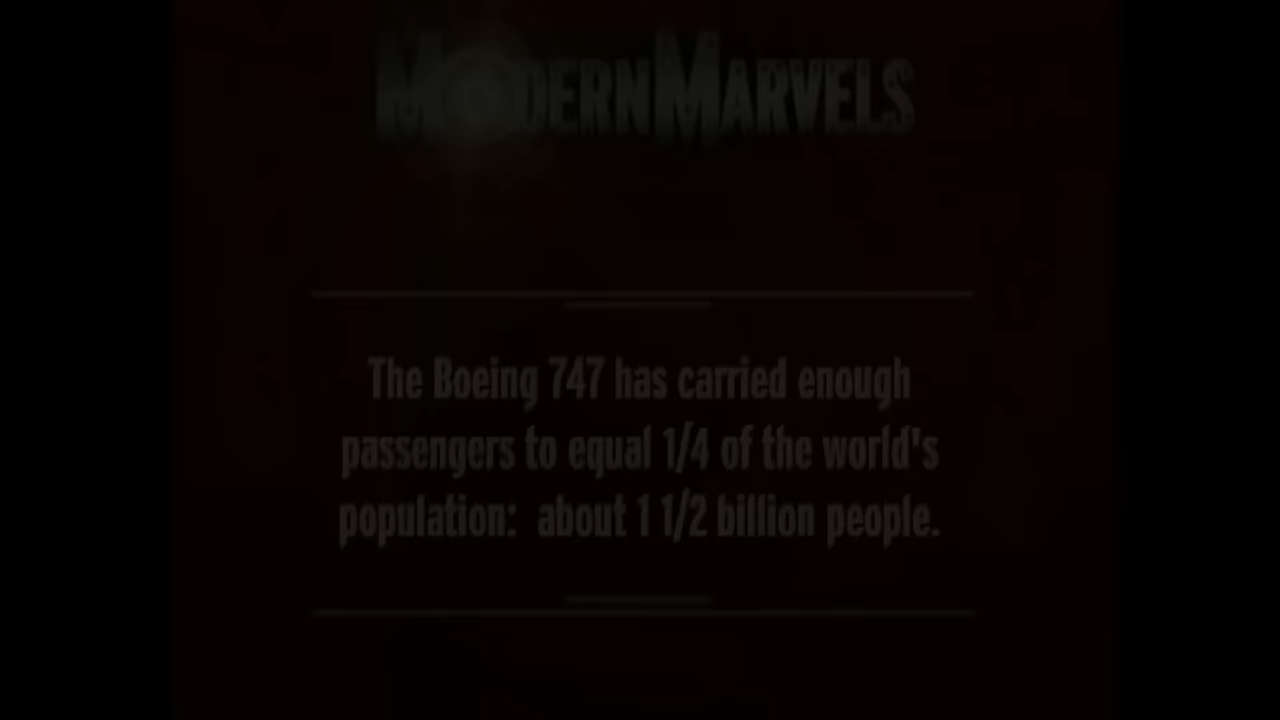 MODERN MARVELS
The Boeing 747 has carried enough
passengers to equal 1/4 of the world's
population:  about 1 1/2 billion people.